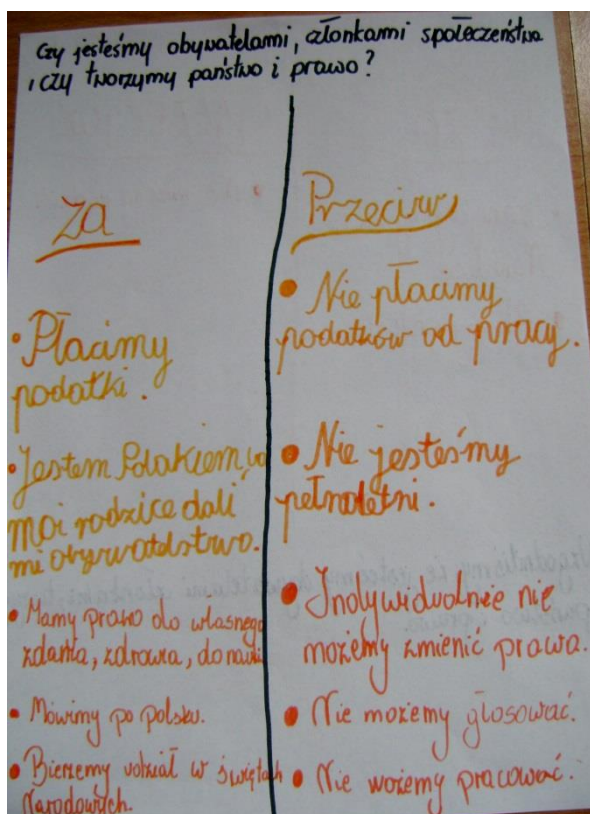 Czy jesteśmy obywatelami, członkami społeczeństwa
i czy tworzymy państwo i prawo?
Za
• Płacimy
podatki.
• Jestem Polakiem, bo
moi rodzice dali
mi obywatelstwo.
• Mamy prawo do własnego
zdania, zdrowia, do nauki.
• Mówimy po polsku.
• Bierzemy udział w świętach
Narodowych.
Przeciw
• Nie płacimy
podatków od pracy.
• Nie jesteśmy
pełnoletni.
• Indywidualnie nie
możemy zmienić prawa.
• Nie możemy głosować.
• Nie możemy pracować.